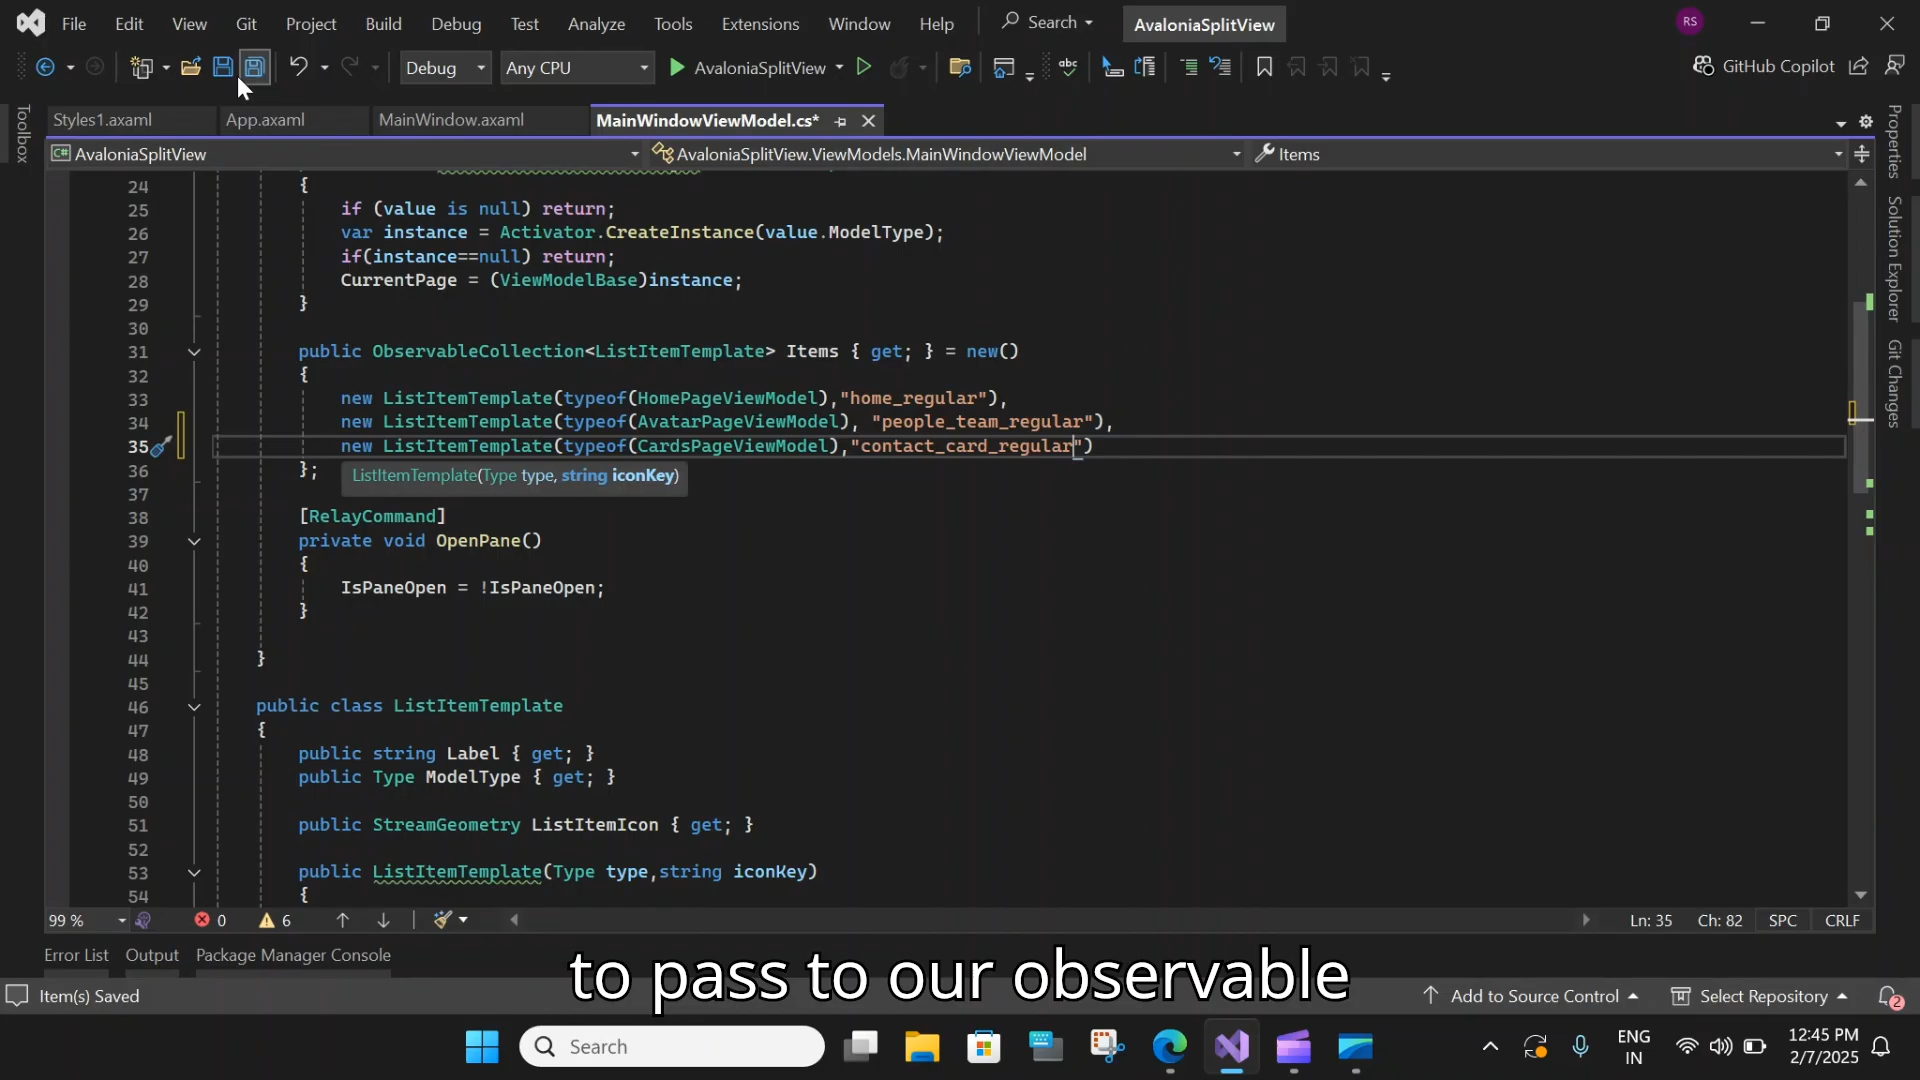 File Edit View Git Project Build Debug Test Analyze Tools Extensions Window Help Search AvaloniaSplitView RS
Debug Any CPU AvaloniaSplitView abc GitHub Copilot
Styles1.axaml App.axaml MainWindow.axaml MainWindowViewModel.cs*
C# AvaloniaSplitView AvaloniaSplitView.ViewModels.MainWindowViewModel Items
Toolbox
Properties
Solution Explorer
Git Changes
24 {
25 if (value is null) return;
26 var instance = Activator.CreateInstance(value.ModelType);
27 if(instance==null) return;
28 CurrentPage = (ViewModelBase)instance;
29 }
30
31 public ObservableCollection<ListItemTemplate> Items { get; } = new()
32 {
33 new ListItemTemplate(typeof(HomePageViewModel),"home_regular"),
34 new ListItemTemplate(typeof(AvatarPageViewModel), "people_team_regular"),
35 new ListItemTemplate(typeof(CardsPageViewModel),"contact_card_regular")
36 };
ListItemTemplate(Type type, string iconKey)
37
38 [RelayCommand]
39 private void OpenPane()
40 {
41 IsPaneOpen = !IsPaneOpen;
42 }
43
44 }
45
46 public class ListItemTemplate
47 {
48 public string Label { get; }
49 public Type ModelType { get; }
50
51 public StreamGeometry ListItemIcon { get; }
52
53 public ListItemTemplate(Type type,string iconKey)
54 {
99 % 0 6 Ln: 35 Ch: 82 SPC CRLF
Error List Output Package Manager Console
to pass to our observable
Item(s) Saved Add to Source Control Select Repository 2
Search ENG IN 12:45 PM 2/7/2025